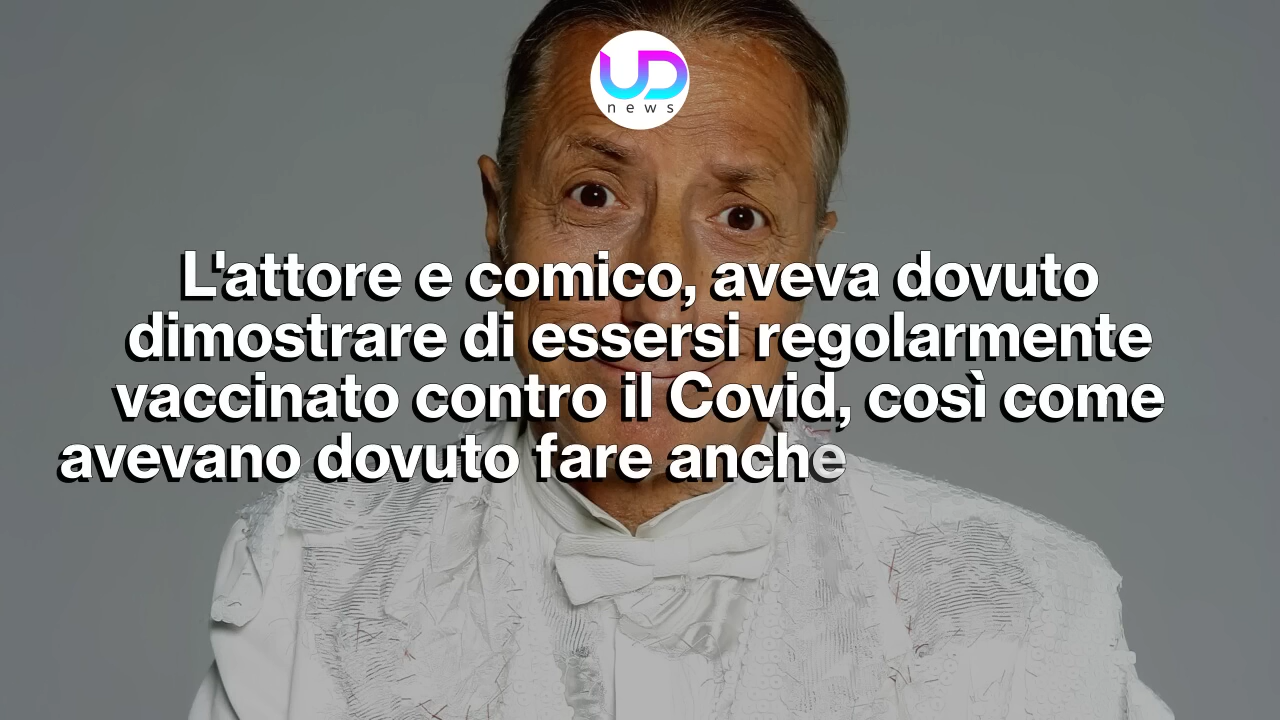 UD
news
L'attore e comico, aveva dovuto
dimostrare di essersi regolarmente
vaccinato contro il Covid, così come
avevano dovuto fare anche